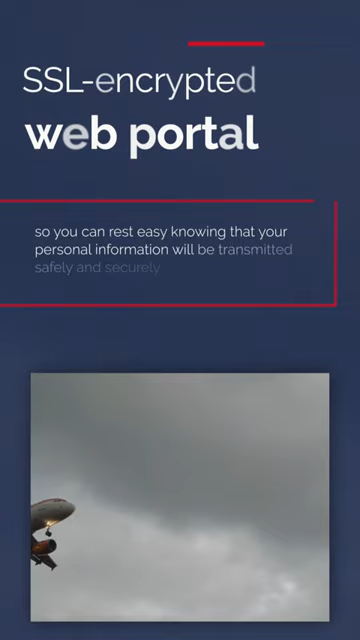 SSL-encrypted
web portal
so you can rest easy knowing that your
personal information will be transmitted
safely and securely